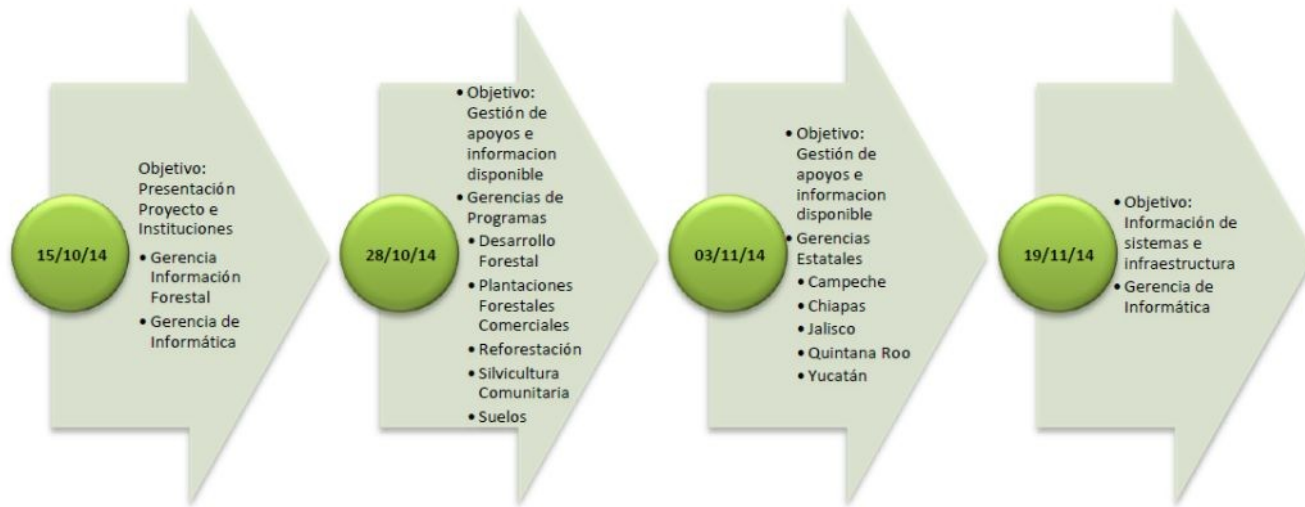 15/10/14
Objetivo:
Presentación
Proyecto e
Instituciones
• Gerencia
Información
Forestal
• Gerencia de
Informática
28/10/14
• Objetivo:
Gestión de
apoyos e
informacion
disponible
• Gerencias de
Programas
• Desarrollo
Forestal
• Plantaciones
Forestales
Comerciales
• Reforestación
• Silvicultura
Comunitaria
• Suelos
03/11/14
• Objetivo:
Gestión de
apoyos e
informacion
disponible
• Gerencias
Estatales
• Campeche
• Chiapas
• Jalisco
• Quintana Roo
• Yucatán
19/11/14
• Objetivo:
Información de
sistemas e
infraestructura
• Gerencia de
Informática